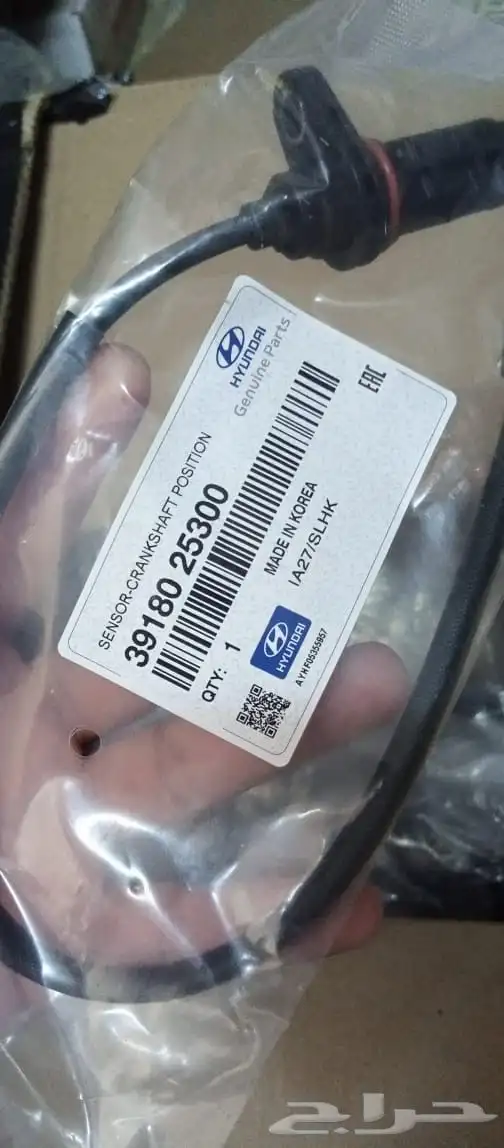 HYUNDAI
Genuine Parts
EAC
SENSOR-CRANKSHAFT POSITION
39180 25300
MADE IN KOREA
IA27/SLHK
QTY: 1
HYUNDAI
AYHF05355957
حراج